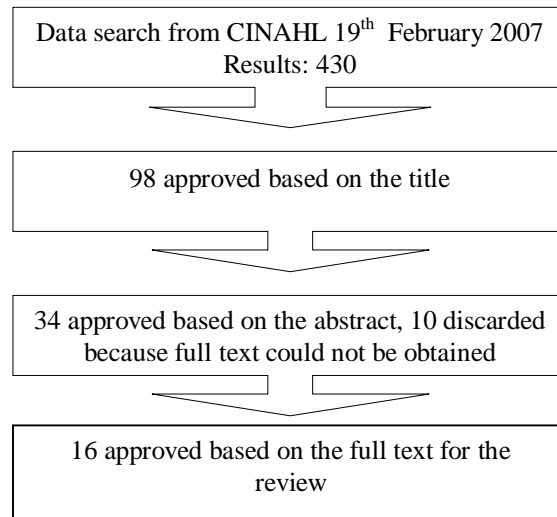 Data search from CINAHL 19th February 2007
Results: 430
98 approved based on the title
34 approved based on the abstract, 10 discarded
because full text could not be obtained
16 approved based on the full text for the
review